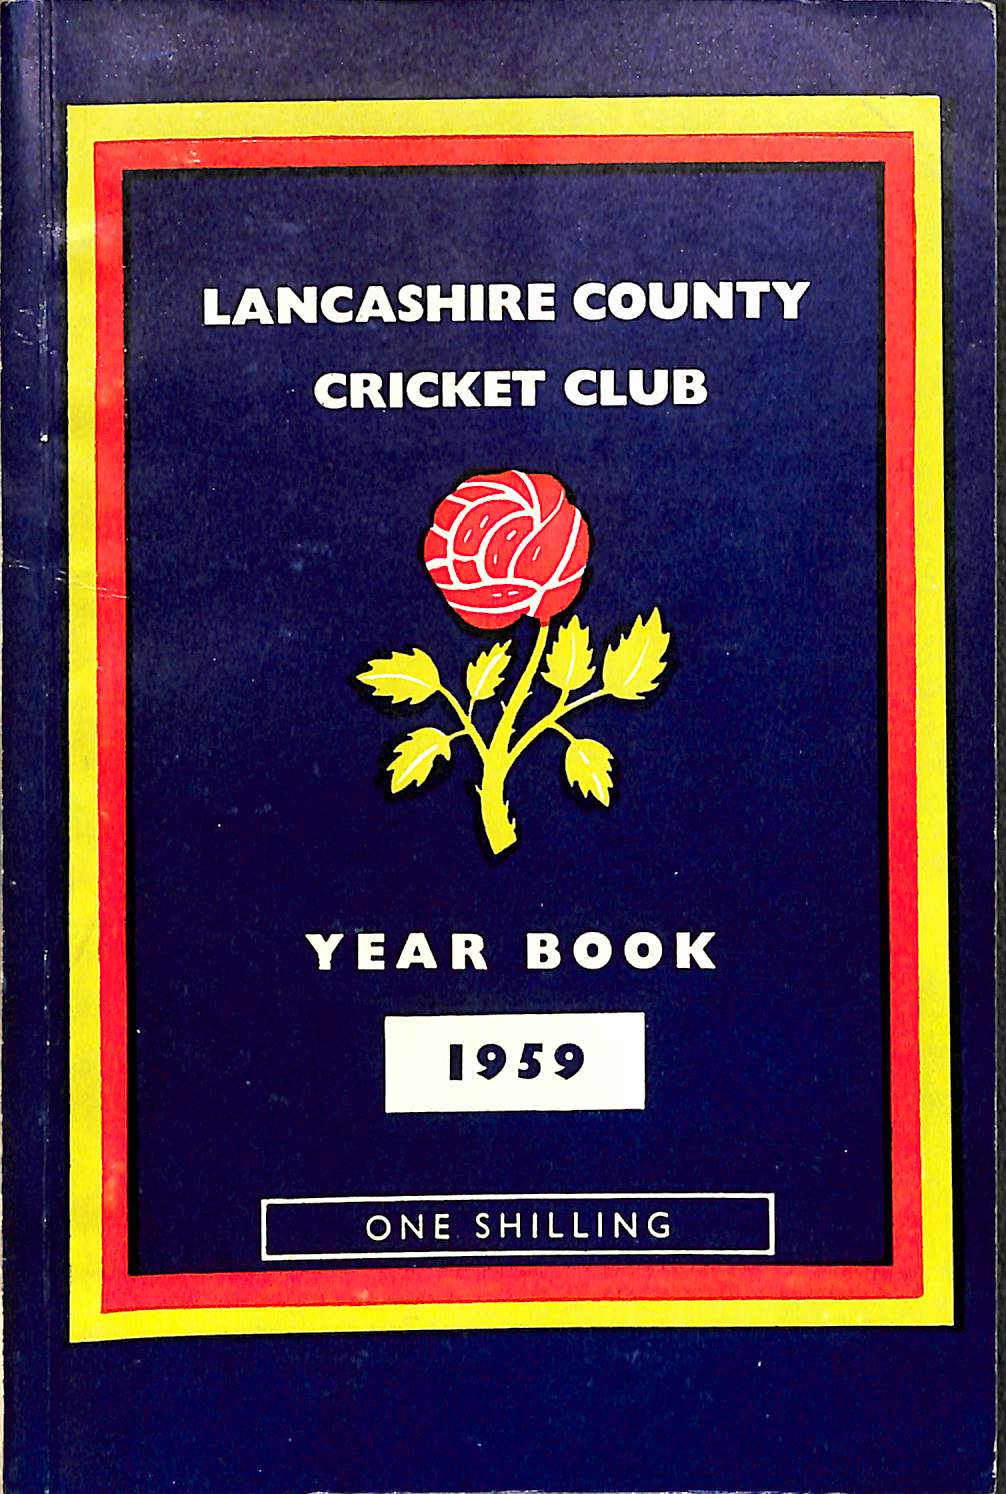 LANCASHIRE COUNTY
CRICKET CLUB
YEAR BOOK
1959
ONE SHILLING